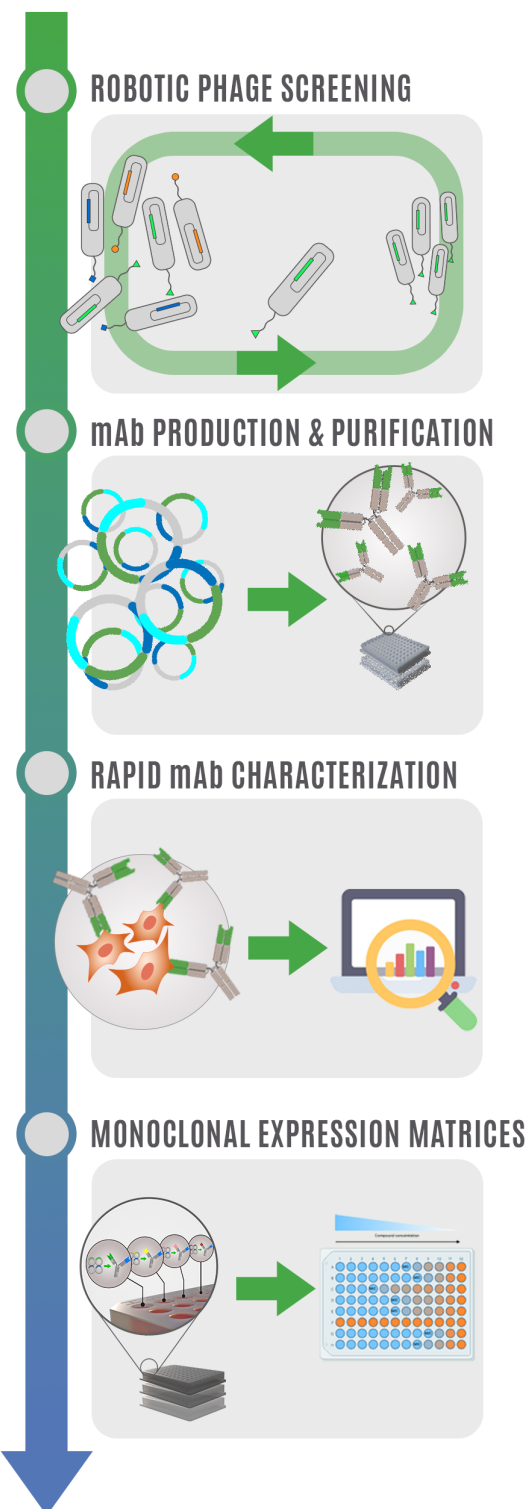 ROBOTIC PHAGE SCREENING
mAb PRODUCTION & PURIFICATION
RAPID mAb CHARACTERIZATION
MONOCLONAL EXPRESSION MATRICES
Compound concentration